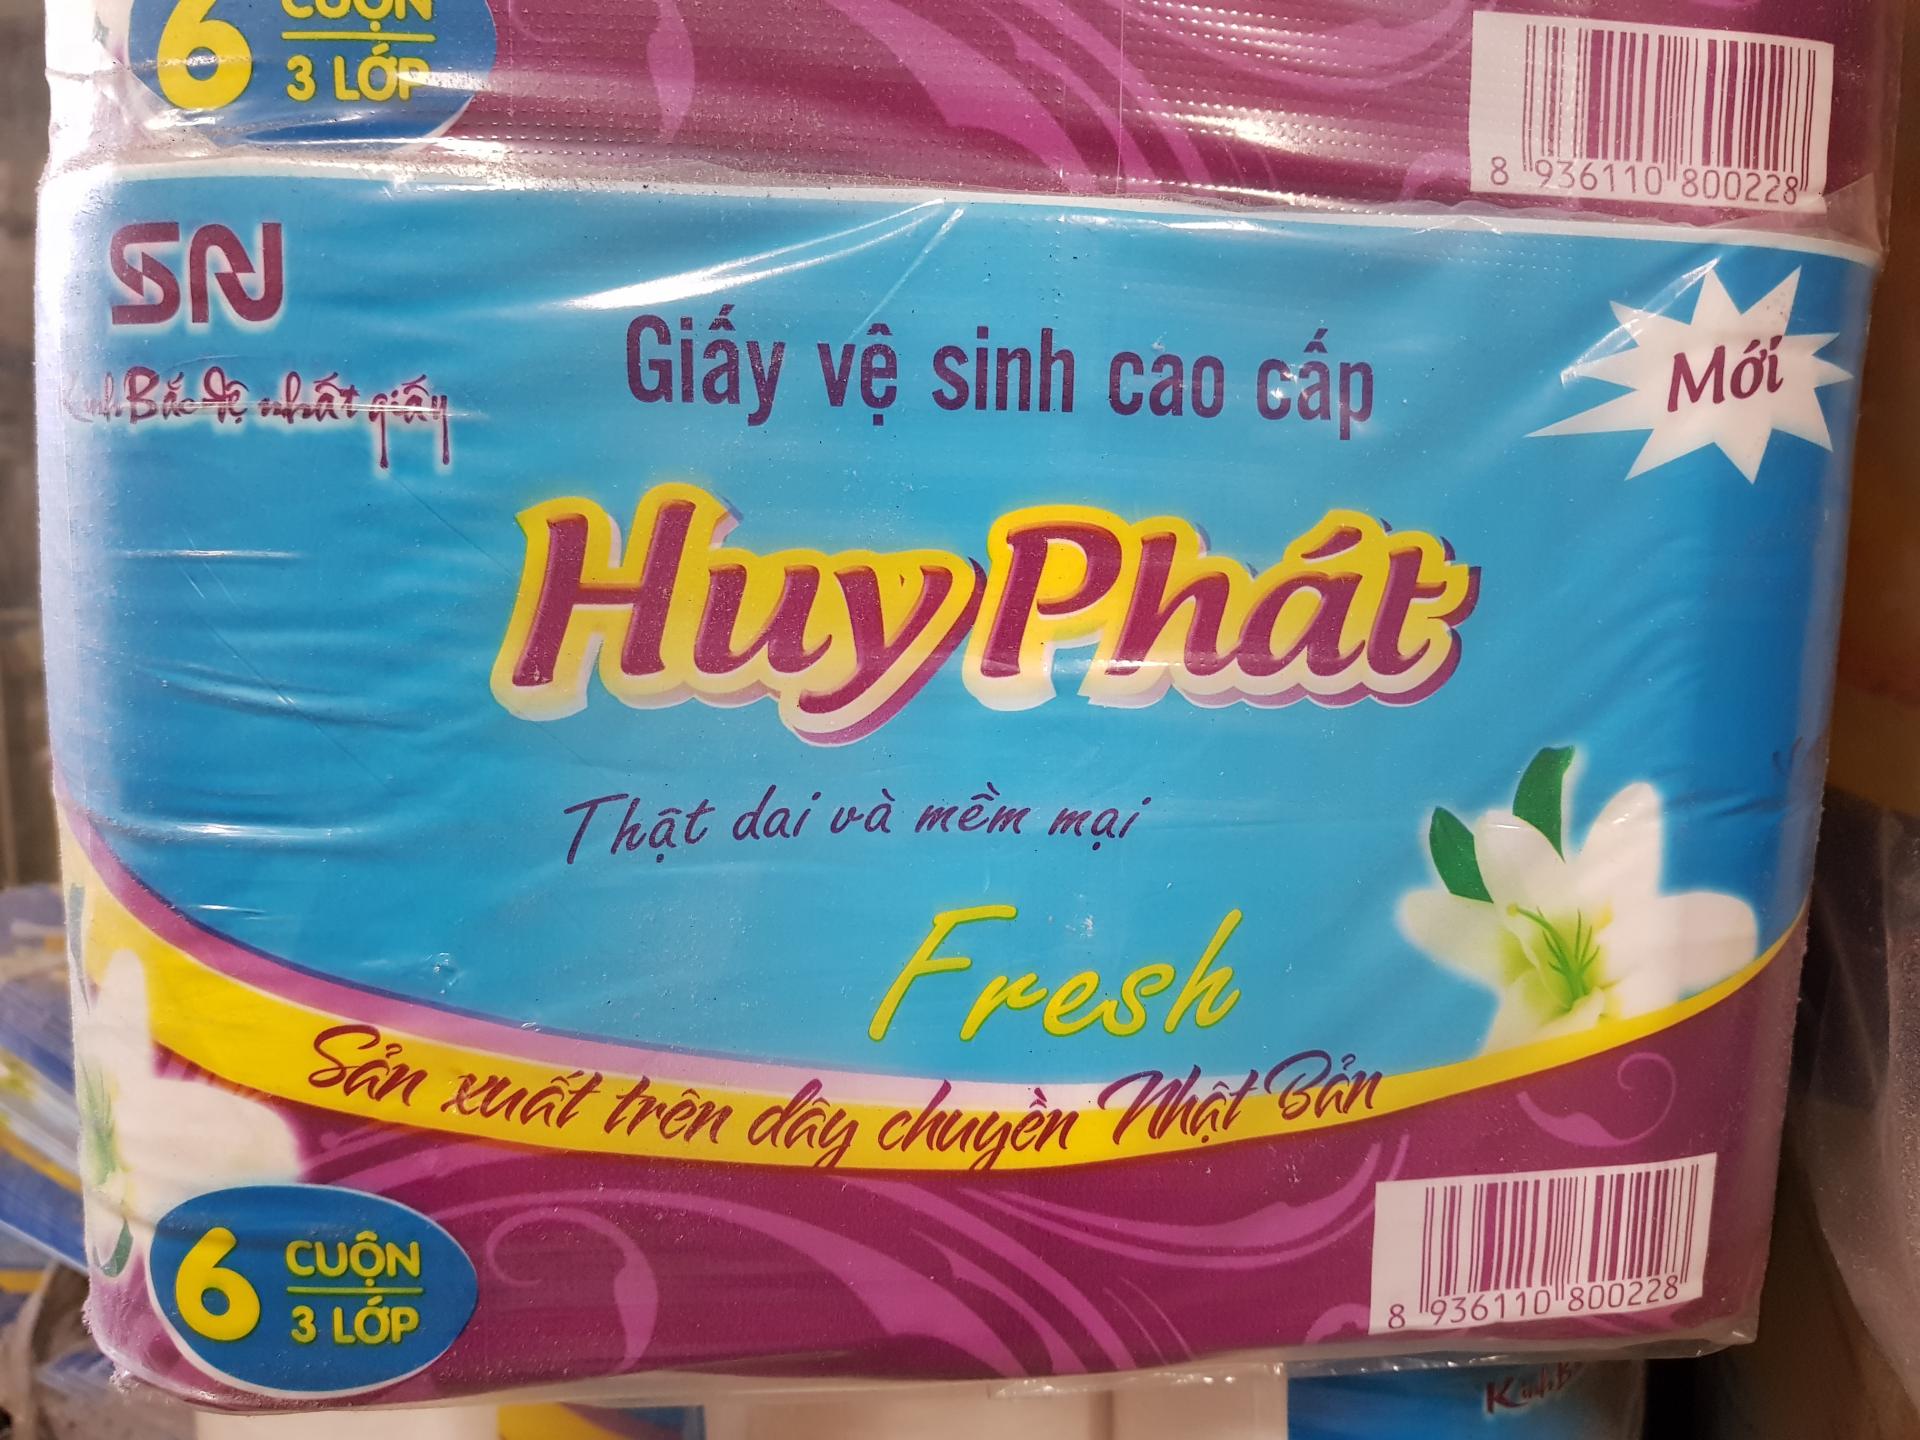 6 CUỘN
3 LỚP
8 936110 800228
SN
Kinh Bắc đệ nhất giấy
Giấy vệ sinh cao cấp
Mới
Huy Phát
Thật dai và mềm mại
Fresh
Sản xuất trên dây chuyền Nhật Bản
6 CUỘN
3 LỚP
8 936110 800228